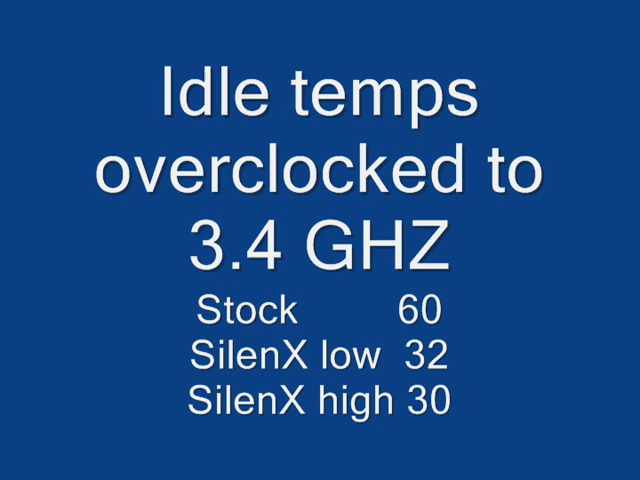 Idle temps
overclocked to
3.4 GHZ
Stock 60
SilenX low 32
SilenX high 30